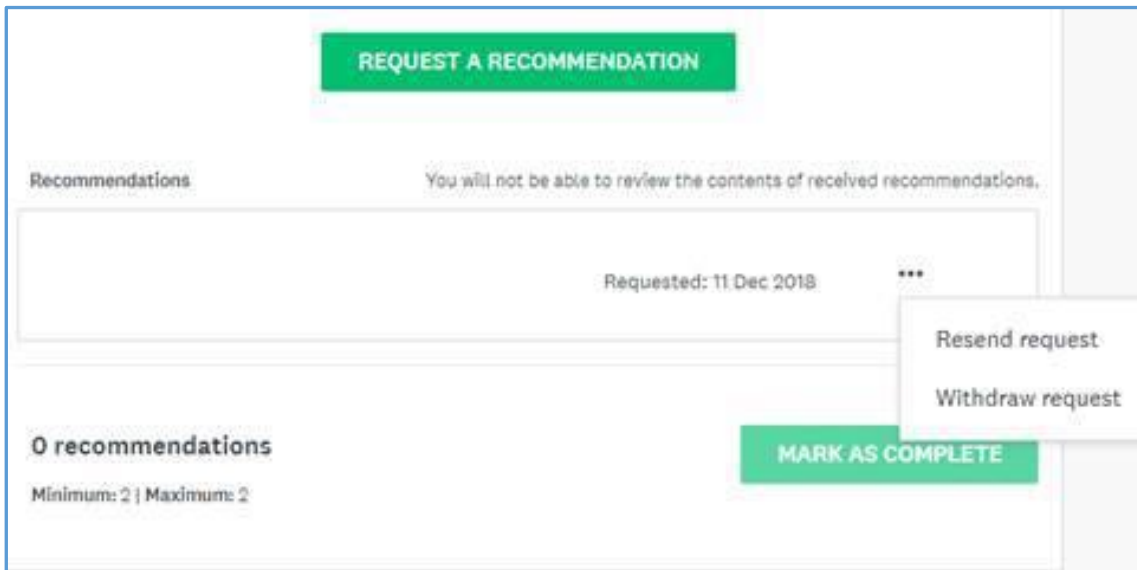 REQUEST A RECOMMENDATION
Recommendations
You will not be able to review the contents of received recommendations.
Requested: 11 Dec 2018
Resend request
Withdraw request
0 recommendations
MARK AS COMPLETE
Minimum: 2 | Maximum: 2